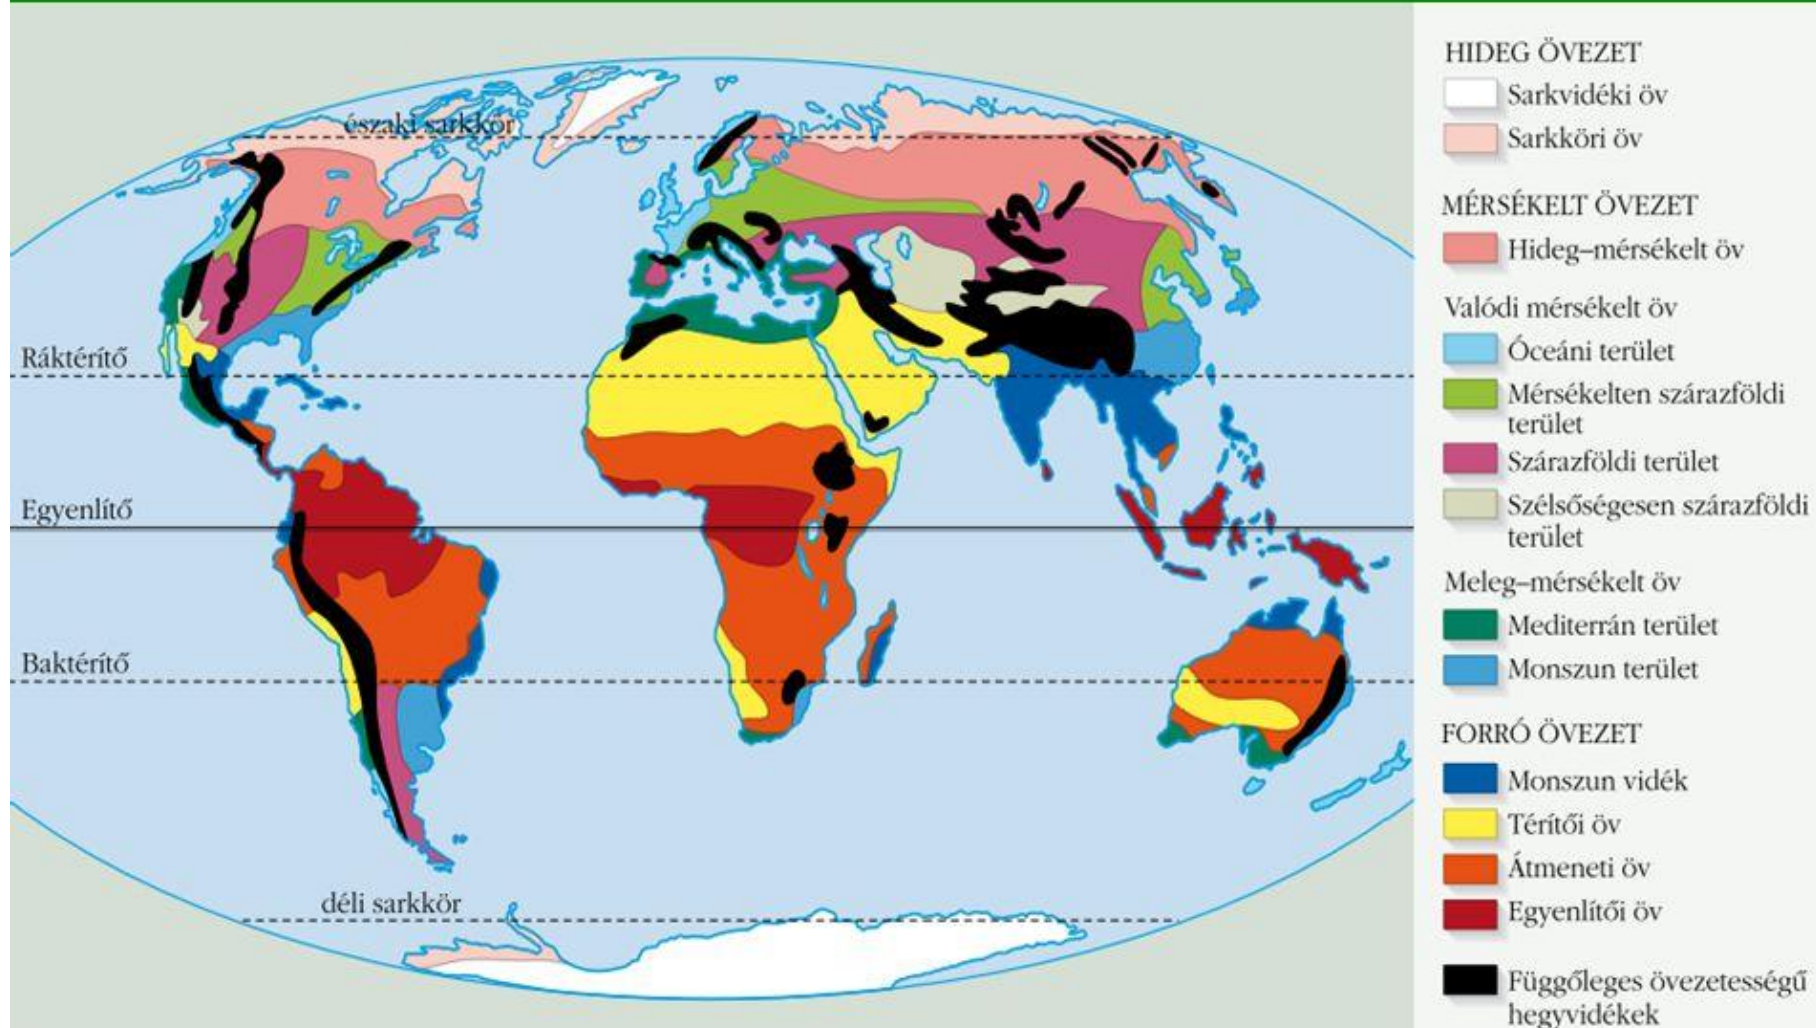 északi sarkkör
Ráktérítő
Egyenlítő
Baktérítő
déli sarkkör
HIDEG ÖVEZET
Sarkvidéki öv
Sarkköri öv
MÉRSÉKELT ÖVEZET
Hideg–mérsékelt öv
Valódi mérsékelt öv
Óceáni terület
Mérsékelten szárazföldi
terület
Szárazföldi terület
Szélsőségesen szárazföldi
terület
Meleg–mérsékelt öv
Mediterrán terület
Monszun terület
FORRÓ ÖVEZET
Monszun vidék
Térítői öv
Átmeneti öv
Egyenlítői öv
Függőleges övezetességű
hegyvidékek